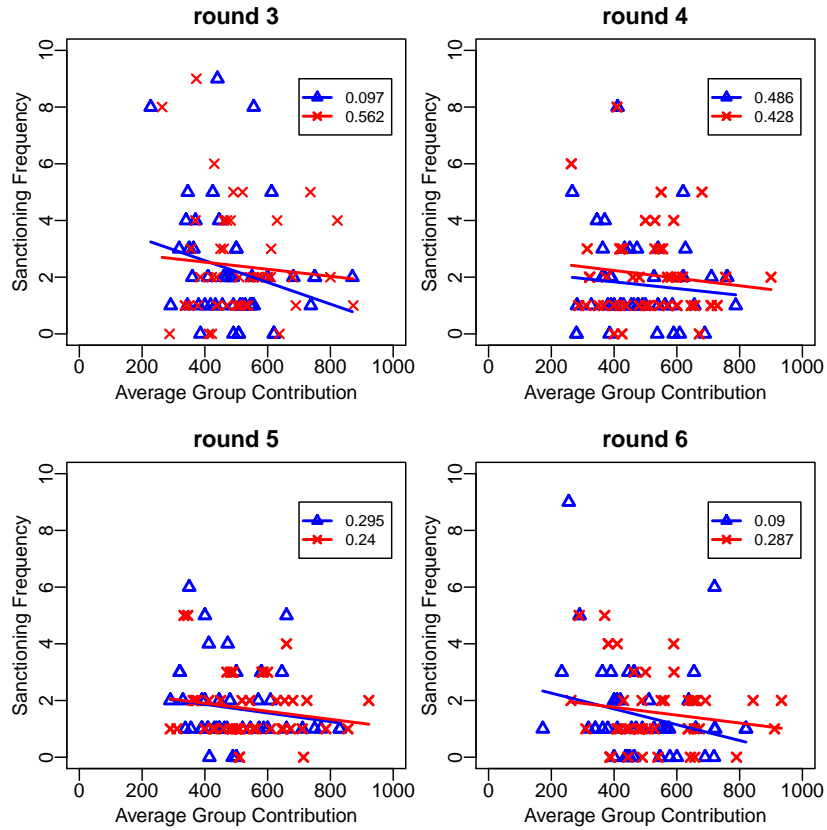 round 3
Sanctioning Frequency
10
8
6
4
2
0
0.097
0.562
0 200 400 600 800 1000
Average Group Contribution
round 4
Sanctioning Frequency
10
8
6
4
2
0
0.486
0.428
0 200 400 600 800 1000
Average Group Contribution
round 5
Sanctioning Frequency
10
8
6
4
2
0
0.295
0.24
0 200 400 600 800 1000
Average Group Contribution
round 6
Sanctioning Frequency
10
8
6
4
2
0
0.09
0.287
0 200 400 600 800 1000
Average Group Contribution